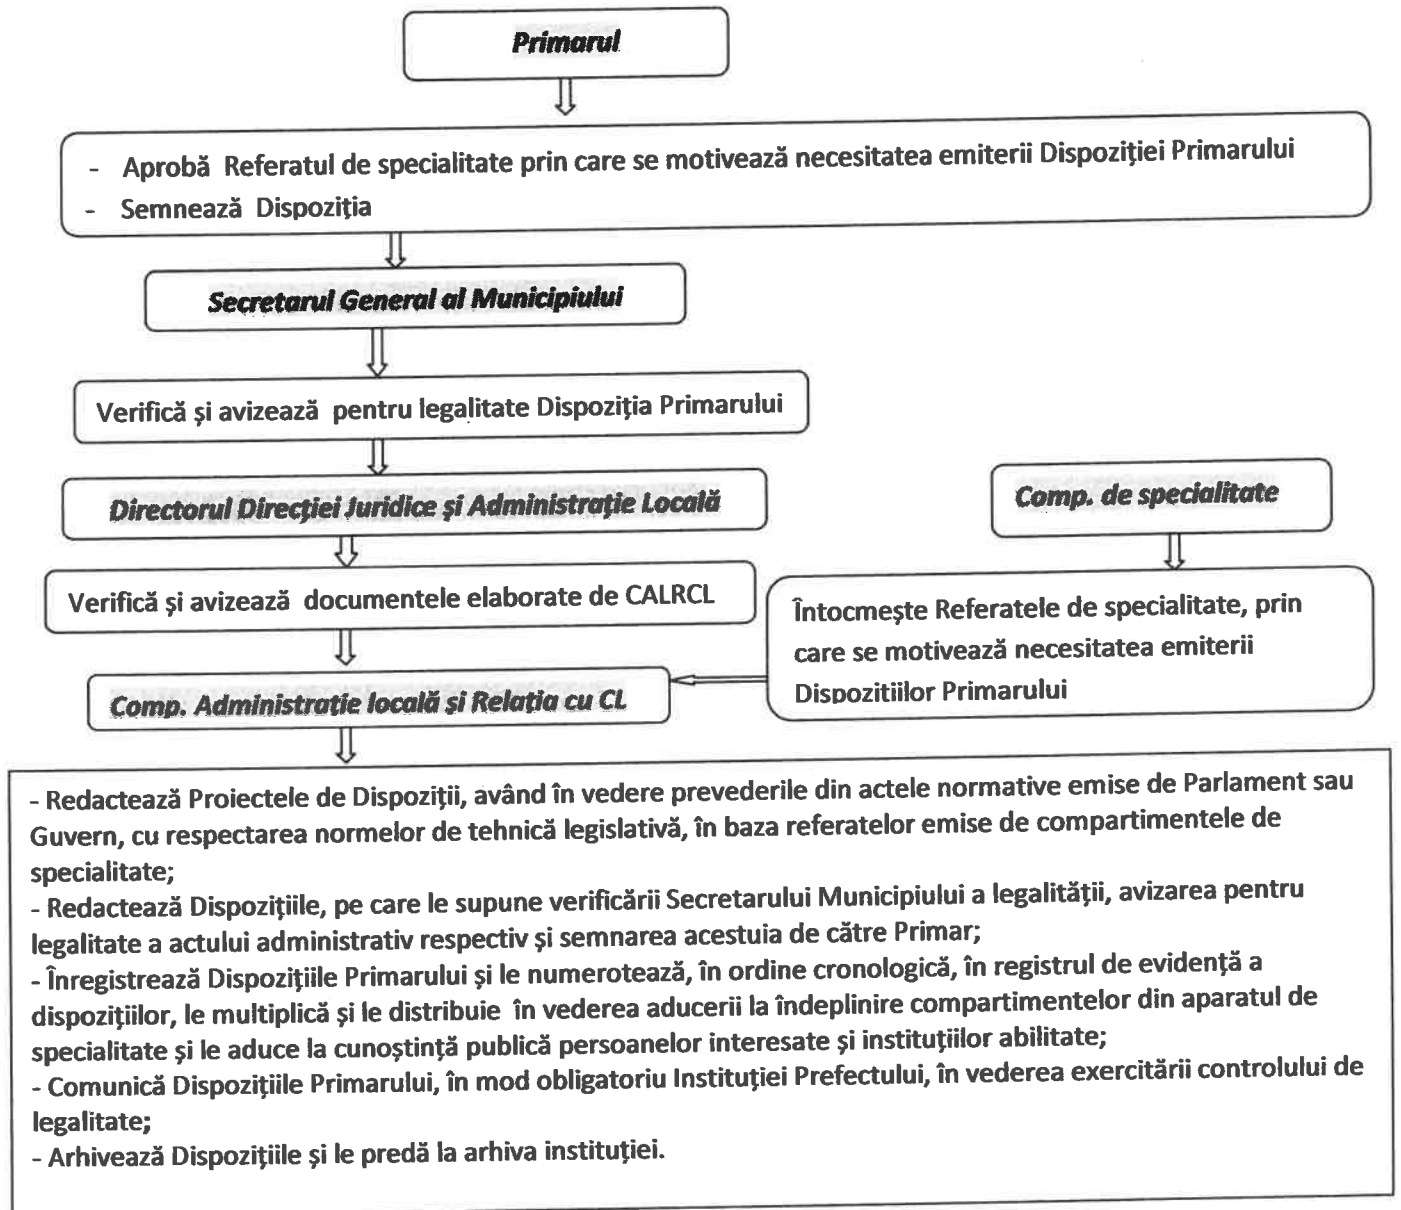 Primarul
- Aprobă Referatul de specialitate prin care se motivează necesitatea emiterii Dispoziției Primarului
- Semnează Dispoziția
Secretarul General al Municipiului
Verifică și avizează pentru legalitate Dispoziția Primarului
Directorul Direcției Juridice și Administrație Locală
Verifică și avizează documentele elaborate de CALRCL
Comp. de specialitate
Întocmește Referatele de specialitate, prin
care se motivează necesitatea emiterii
Dispozitiilor Primarului
Comp. Administrație locală și Relația cu CL
- Redactează Proiectele de Dispoziții, având în vedere prevederile din actele normative emise de Parlament sau
Guvern, cu respectarea normelor de tehnică legislativă, în baza referatelor emise de compartimentele de
specialitate;
- Redactează Dispozițiile, pe care le supune verificării Secretarului Municipiului a legalității, avizarea pentru
legalitate a actului administrativ respectiv și semnarea acestuia de către Primar;
- Înregistrează Dispozițiile Primarului și le numerotează, în ordine cronologică, în registrul de evidență a
dispozițiilor, le multiplică și le distribuie în vederea aducerii la îndeplinire compartimentelor din aparatul de
specialitate și le aduce la cunoștință publică persoanelor interesate și instituțiilor abilitate;
- Comunică Dispozițiile Primarului, în mod obligatoriu Instituției Prefectului, în vederea exercitării controlului de
legalitate;
- Arhivează Dispozițiile și le predă la arhiva instituției.